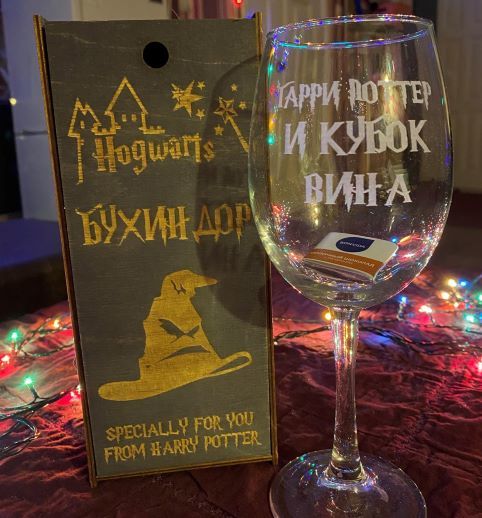 Hogwarts
БУХИНДОР
SPECIALLY FOR YOU
FROM HARRY POTTER
ГАРРИ ПОТТЕР
И КУБОК
ВИНА